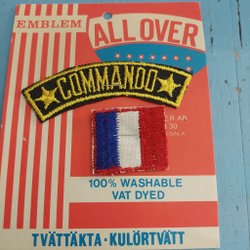 EMBLEM
ALL OVER
COMMANDO
100% WASHABLE
VAT DYED
TVÄTTÄKTA · KULÖRTVÄTT